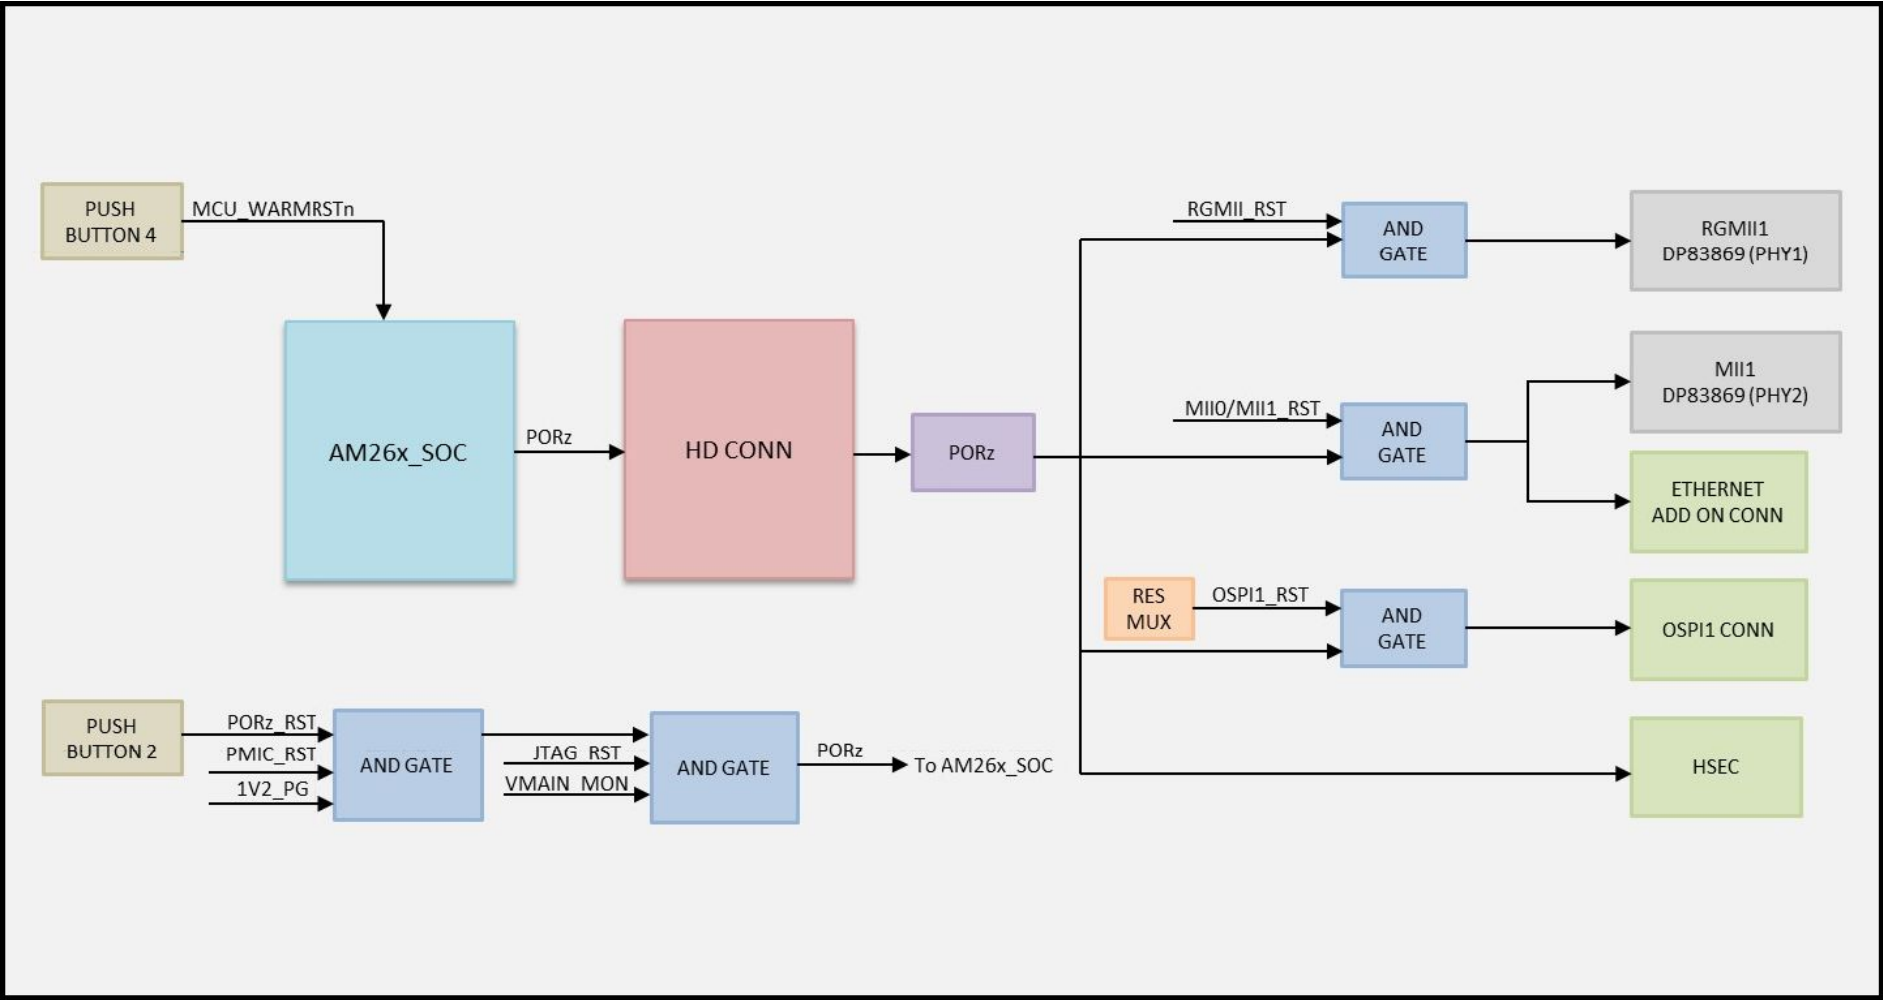 PUSH
BUTTON 4
MCU_WARMRSTn
AM26x_SOC
PORz
HD CONN
PORz
RGMII_RST
AND
GATE
RGMII1
DP83869 (PHY1)
MII0/MII1_RST
AND
GATE
MII1
DP83869 (PHY2)
ETHERNET
ADD ON CONN
RES
MUX
OSPI1_RST
AND
GATE
OSPI1 CONN
HSEC
PUSH
BUTTON 2
PORz_RST
PMIC_RST
1V2_PG
AND GATE
JTAG_RST
VMAIN_MON
AND GATE
PORz
To AM26x_SOC